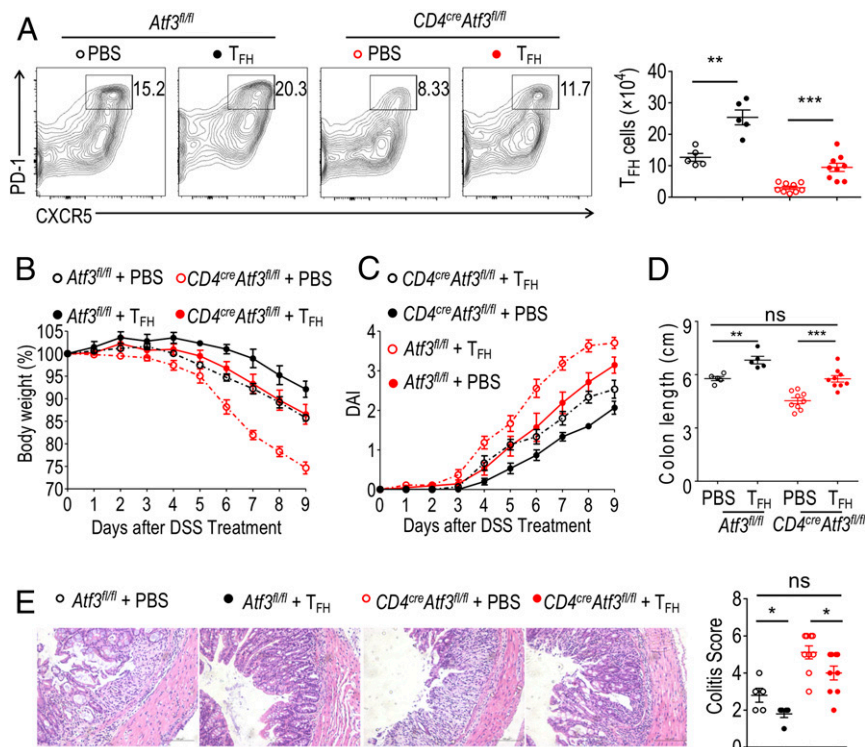 A
Atf3fl/fl
CD4creAtf3fl/fl
PBS
TFH
PBS
TFH
15.2
20.3
8.33
11.7
PD-1
CXCR5
TFH cells (×10⁴)
40
30
20
10
0
**
***
B
Atf3fl/fl + PBS
CD4creAtf3fl/fl + PBS
Atf3fl/fl + TFH
CD4creAtf3fl/fl + TFH
Body weight (%)
105
100
95
90
85
80
75
70
0 1 2 3 4 5 6 7 8 9
Days after DSS Treatment
C
CD4creAtf3fl/fl + TFH
CD4creAtf3fl/fl + PBS
Atf3fl/fl + TFH
Atf3fl/fl + PBS
DAI
4
3
2
1
0
0 1 2 3 4 5 6 7 8 9
Days after DSS Treatment
D
ns
**
***
Colon length (cm)
9
6
3
0
PBS TFH PBS TFH
Atf3fl/fl CD4creAtf3fl/fl
E
Atf3fl/fl + PBS
Atf3fl/fl + TFH
CD4creAtf3fl/fl + PBS
CD4creAtf3fl/fl + TFH
ns
*
*
Colitis Score
8
6
4
2
0